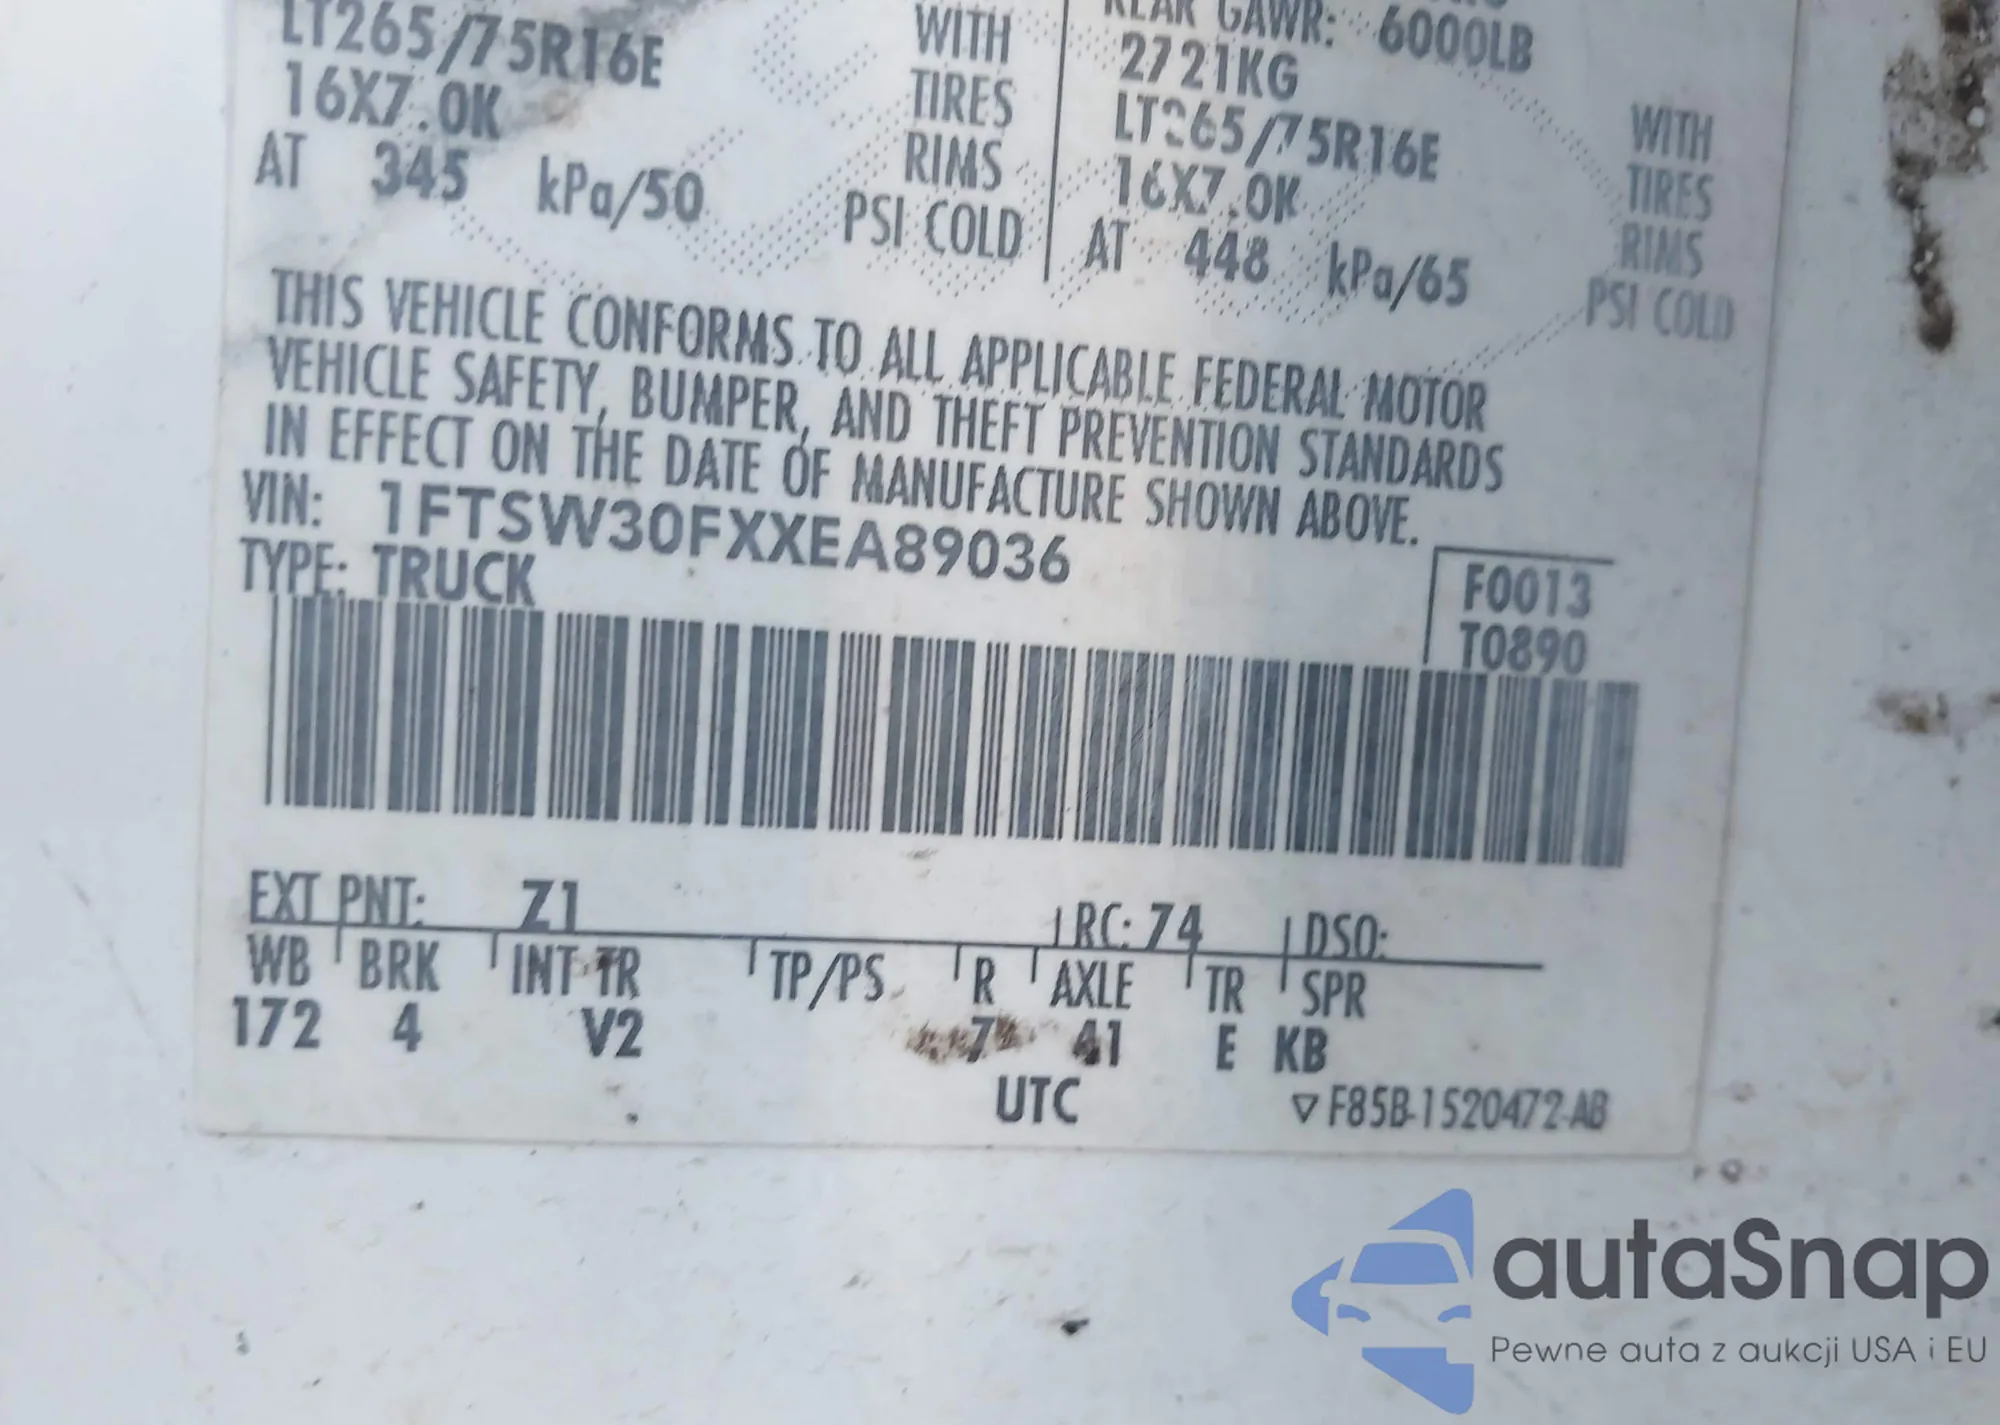 REAR GAWR: 6000LB
LT265/75R16E WITH 2721KG
16X7.0K TIRES LT265/75R16E WITH
RIMS 16X7.0K TIRES
AT 345 kPa/50 PSI COLD AT 448 kPa/65 RIMS
PSI COLD
THIS VEHICLE CONFORMS TO ALL APPLICABLE FEDERAL MOTOR
VEHICLE SAFETY, BUMPER, AND THEFT PREVENTION STANDARDS
IN EFFECT ON THE DATE OF MANUFACTURE SHOWN ABOVE.
VIN: 1FTSW30FXXEA89036
TYPE: TRUCK
F0013
T0890
EXT PNT: Z1 RC: 74 DSO:
WB BRK INT TR TP/PS R AXLE TR SPR
172 4 V2 7 41 E KB
UTC
▽ F85B-1520472-AB
autaSnap
Pewne auta z aukcji USA i EU